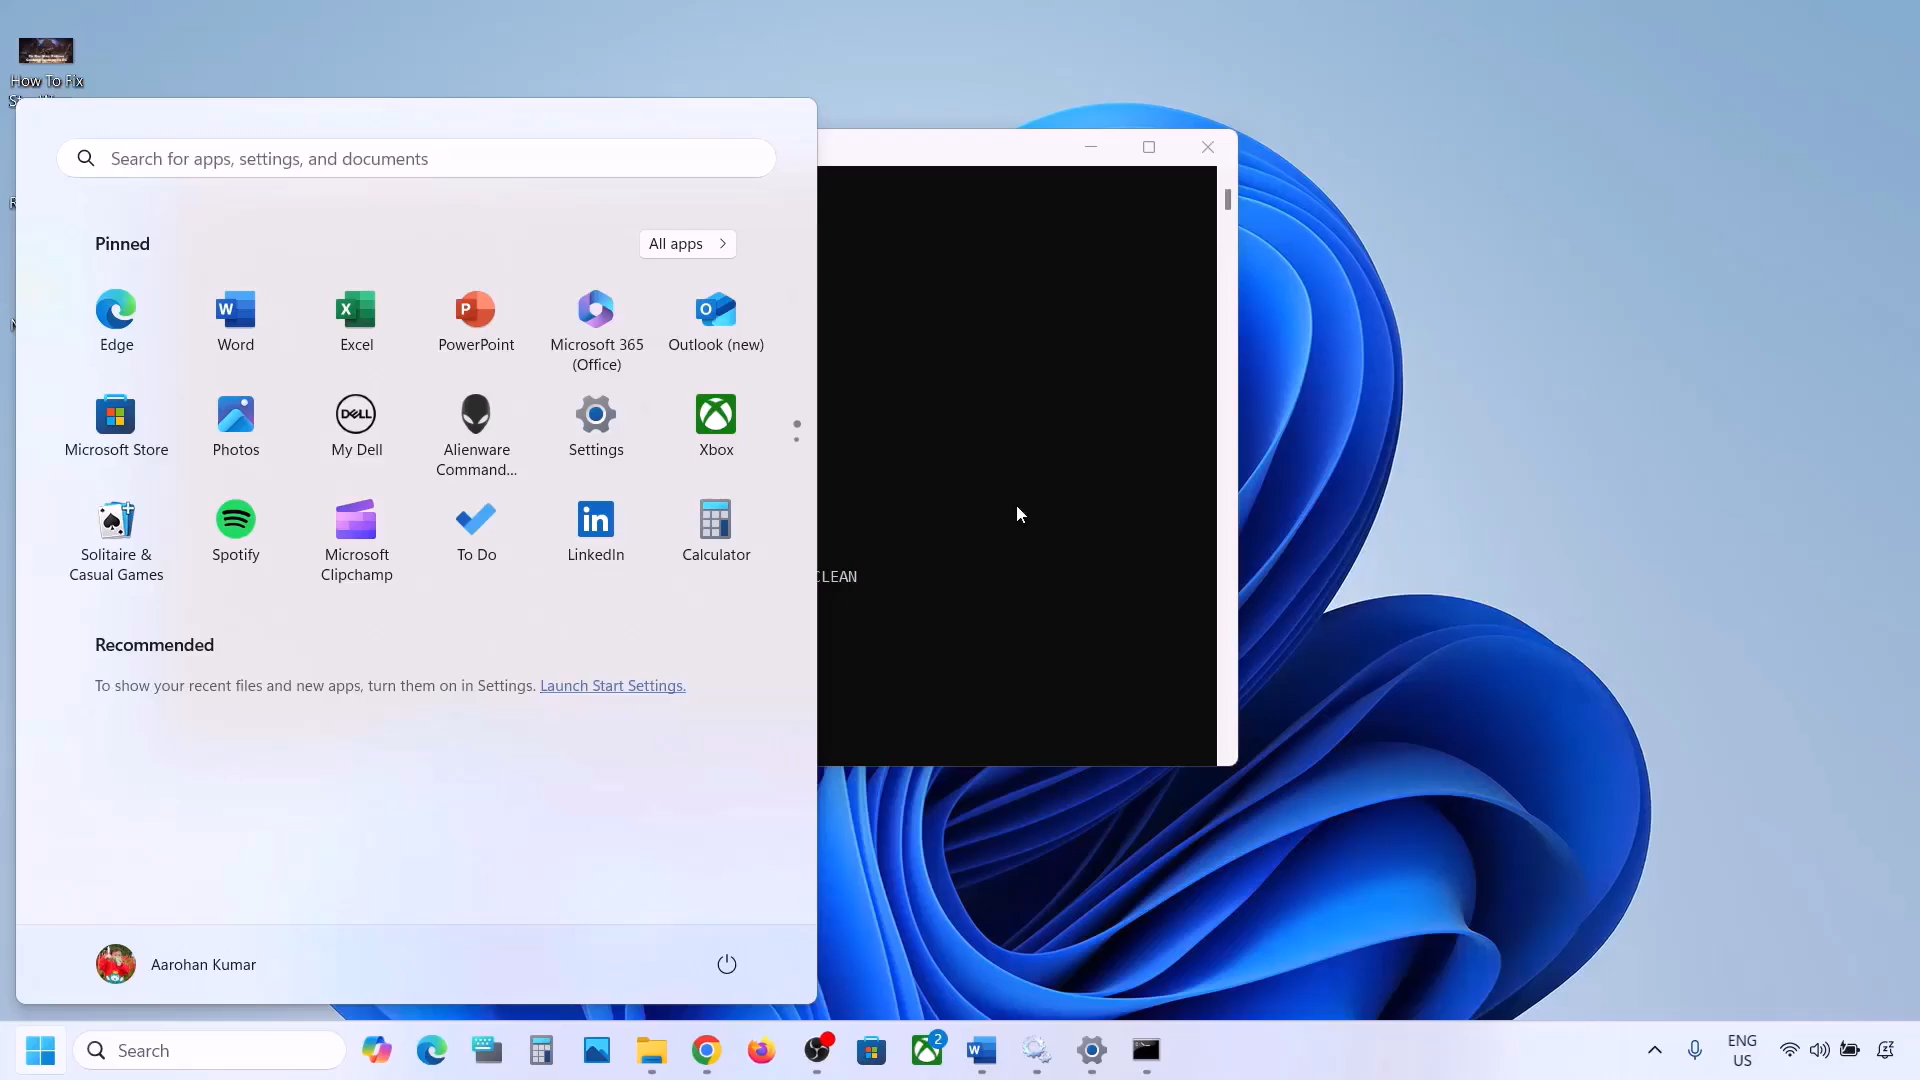 How To Fix
Search for apps, settings, and documents
Pinned
All apps
Edge
Word
Excel
PowerPoint
Microsoft 365
(Office)
Outlook (new)
Microsoft Store
Photos
My Dell
Alienware
Command...
Settings
Xbox
Solitaire &
Casual Games
Spotify
Microsoft
Clipchamp
To Do
LinkedIn
Calculator
CLEAN
Recommended
To show your recent files and new apps, turn them on in Settings. Launch Start Settings.
Aarohan Kumar
Search
2
ENG
US